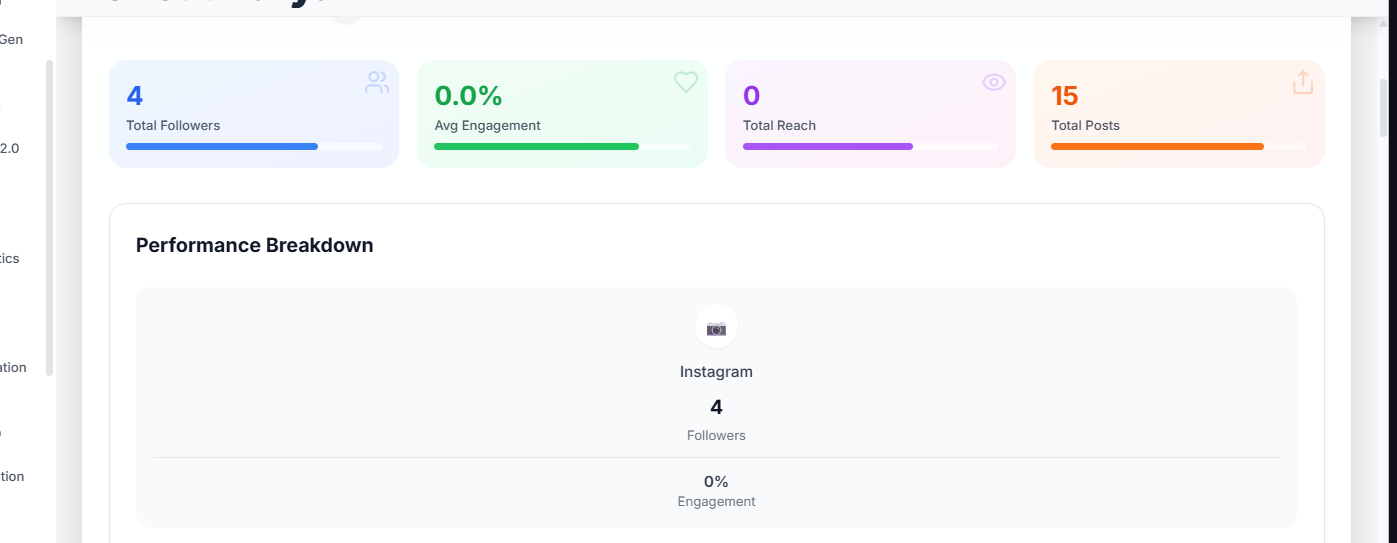 Gen
4
Total Followers
0.0%
Avg Engagement
0
Total Reach
15
Total Posts
2.0
Performance Breakdown
tics
ation
tion
Instagram
4
Followers
0%
Engagement